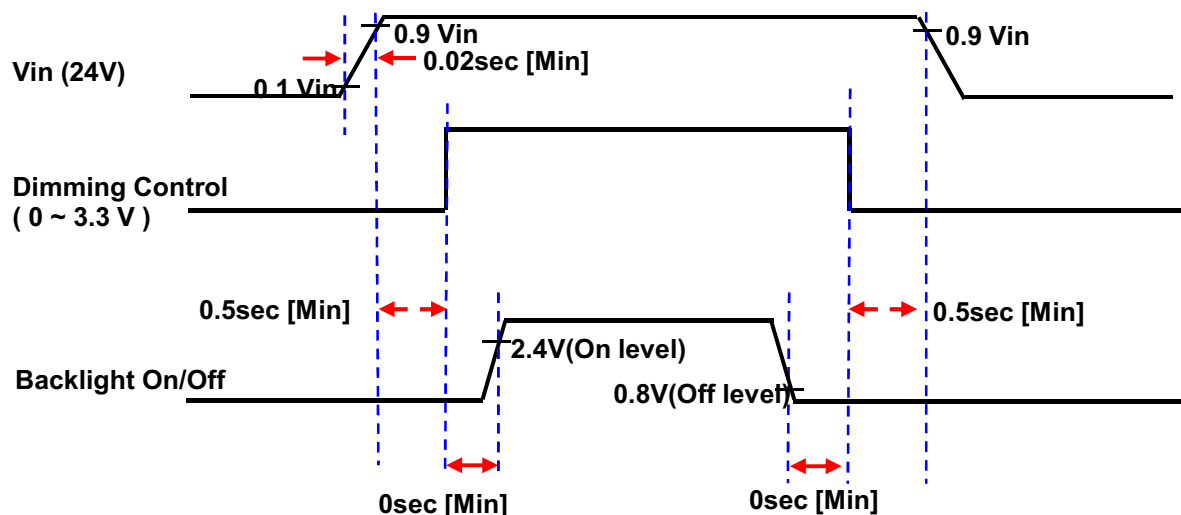 0.9 Vin
0.9 Vin
Vin (24V)
0.02sec [Min]
0.1 Vin
Dimming Control
( 0 ~ 3.3 V )
0.5sec [Min]
0.5sec [Min]
2.4V(On level)
Backlight On/Off
0.8V(Off level)
0sec [Min]
0sec [Min]